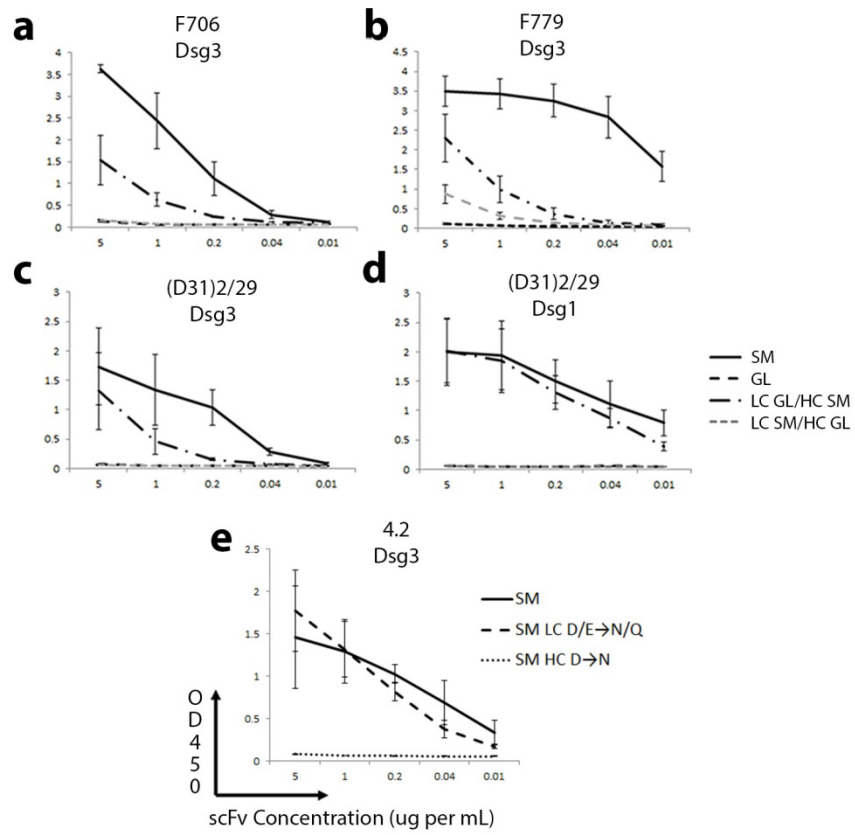 a
F706
Dsg3
4
3.5
3
2.5
2
1.5
1
0.5
0
5 1 0.2 0.04 0.01
b
F779
Dsg3
4.5
4
3.5
3
2.5
2
1.5
1
0.5
0
5 1 0.2 0.04 0.01
c
(D31)2/29
Dsg3
3
2.5
2
1.5
1
0.5
0
5 1 0.2 0.04 0.01
d
(D31)2/29
Dsg1
3
2.5
2
1.5
1
0.5
0
5 1 0.2 0.04 0.01
SM
GL
LC GL/HC SM
LC SM/HC GL
e
4.2
Dsg3
2.5
2
1.5
1
0.5
0
5 1 0.2 0.04 0.01
SM
SM LC D/E→N/Q
SM HC D→N
OD450
scFv Concentration (ug per mL)